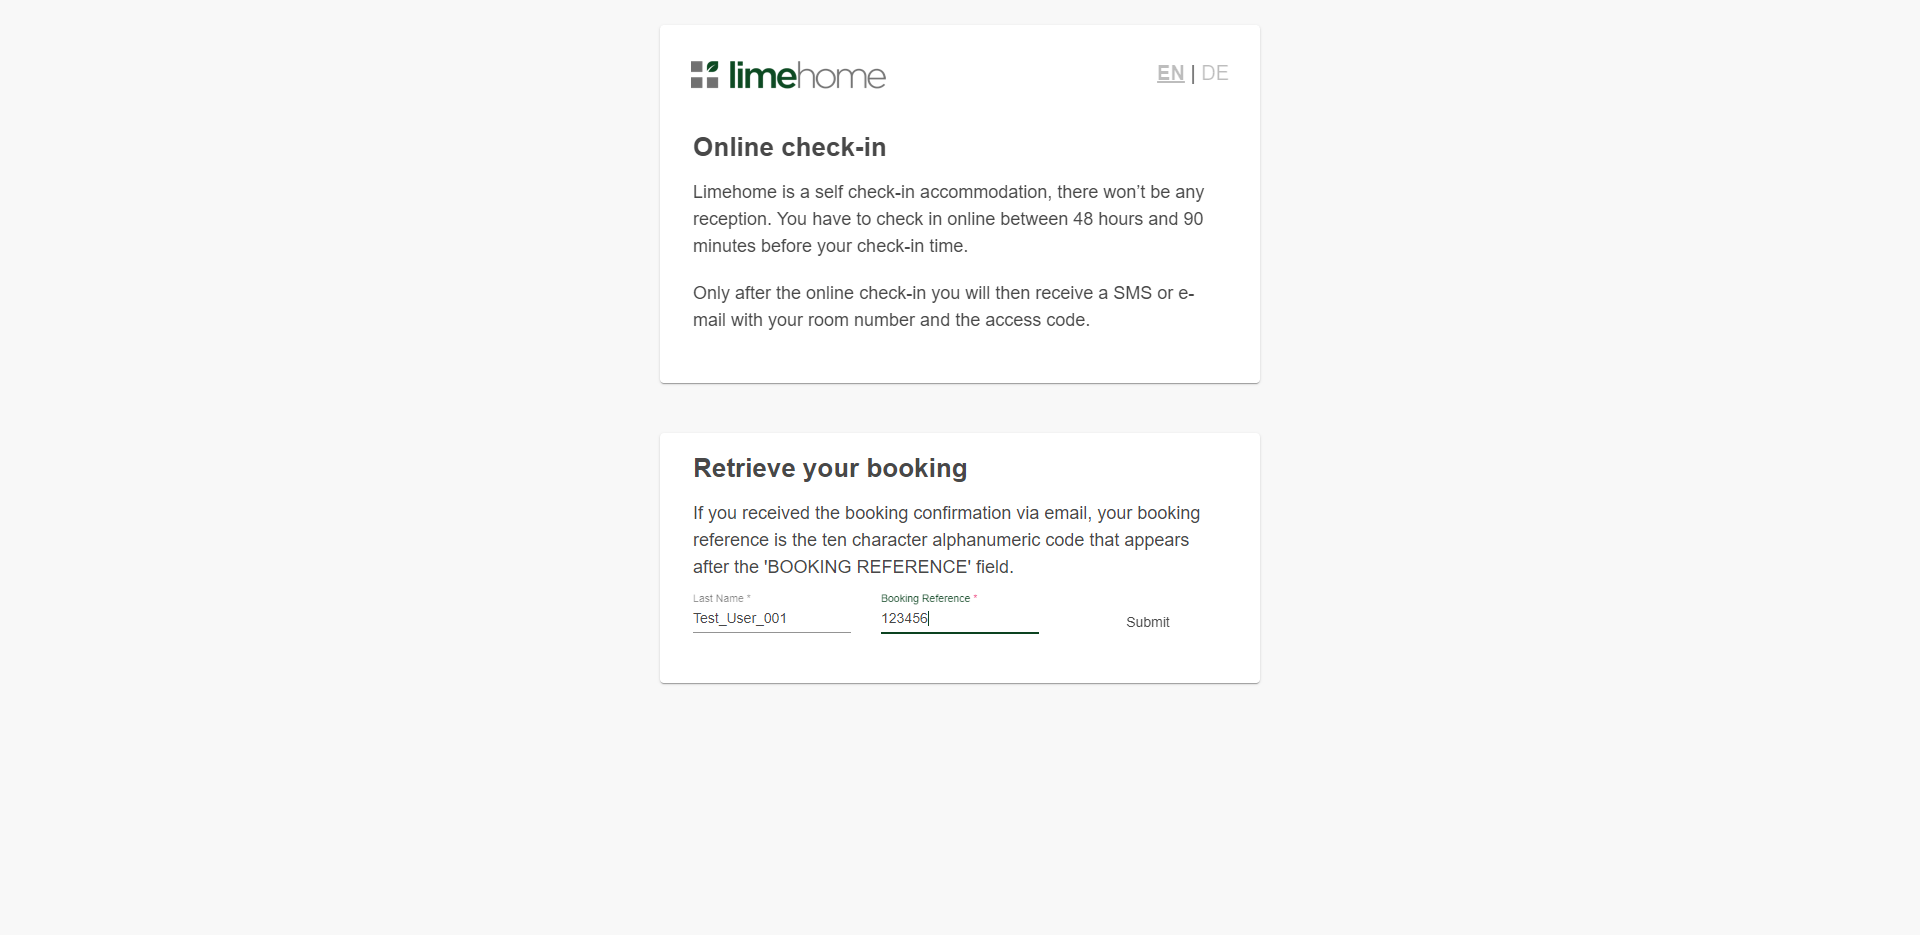 limehome
EN | DE
Online check-in
Limehome is a self check-in accommodation, there won’t be any
reception. You have to check in online between 48 hours and 90
minutes before your check-in time.
Only after the online check-in you will then receive a SMS or e-
mail with your room number and the access code.
Retrieve your booking
If you received the booking confirmation via email, your booking
reference is the ten character alphanumeric code that appears
after the 'BOOKING REFERENCE' field.
Last Name * Booking Reference *
Test_User_001 123456 Submit